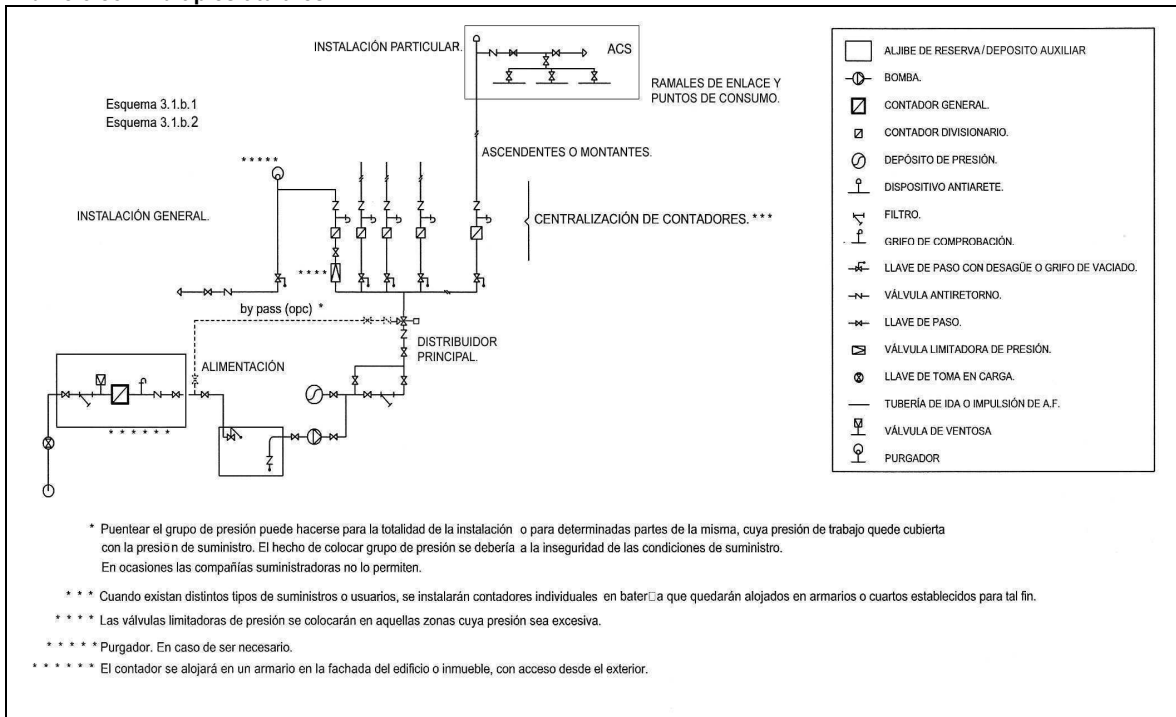 INSTALACIÓN PARTICULAR.
ACS
RAMALES DE ENLACE Y
PUNTOS DE CONSUMO.
Esquema 3.1.b.1
Esquema 3.1.b.2
ASCENDENTES O MONTANTES.
* * * * *
INSTALACIÓN GENERAL.
CENTRALIZACIÓN DE CONTADORES. * * *
* * * *
by pass (opc) *
DISTRIBUIDOR
PRINCIPAL.
ALIMENTACIÓN
* * * * * *
ALJIBE DE RESERVA/DEPOSITO AUXILIAR
BOMBA.
CONTADOR GENERAL.
CONTADOR DIVISIONARIO.
DEPÓSITO DE PRESIÓN.
DISPOSITIVO ANTIARETE.
FILTRO.
GRIFO DE COMPROBACIÓN.
LLAVE DE PASO CON DESAGÜE O GRIFO DE VACIADO.
VÁLVULA ANTIRETORNO.
LLAVE DE PASO.
VÁLVULA LIMITADORA DE PRESIÓN.
LLAVE DE TOMA EN CARGA.
TUBERÍA DE IDA O IMPULSIÓN DE A.F.
VÁLVULA DE VENTOSA
PURGADOR
* Puentear el grupo de presión puede hacerse para la totalidad de la instalación o para determinadas partes de la misma, cuya presión de trabajo quede cubierta
con la presión de suministro. El hecho de colocar grupo de presión se debería a la inseguridad de las condiciones de suministro.
En ocasiones las compañías suministradoras no lo permiten.
* * * Cuando existan distintos tipos de suministros o usuarios, se instalarán contadores individuales en bater□a que quedarán alojados en armarios o cuartos establecidos para tal fin.
* * * * Las válvulas limitadoras de presión se colocarán en aquellas zonas cuya presión sea excesiva.
* * * * * Purgador. En caso de ser necesario.
* * * * * * El contador se alojará en un armario en la fachada del edificio o inmueble, con acceso desde el exterior.